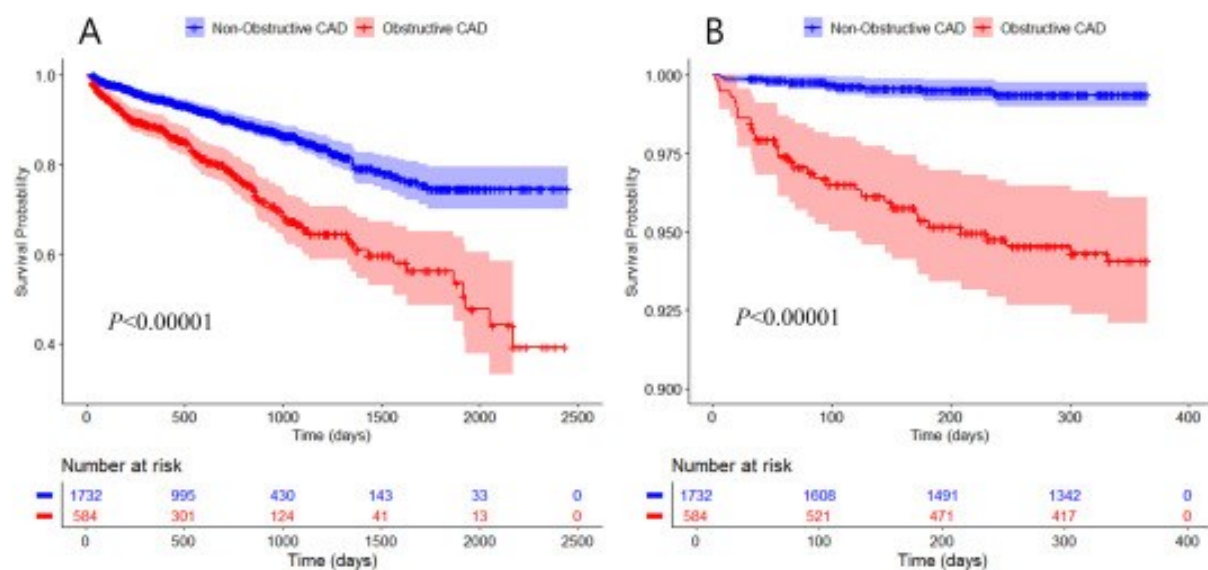 A
Non-Obstructive CAD Obstructive CAD
Survival Probability
1.0
0.8
0.6
0.4
P<0.00001
0 500 1000 1500 2000 2500
Time (days)
Number at risk
1732 995 430 143 33 0
584 301 124 41 13 0
0 500 1000 1500 2000 2500
Time (days)
B
Non-Obstructive CAD Obstructive CAD
Survival Probability
1.000
0.975
0.950
0.925
0.900
P<0.00001
0 100 200 300 400
Time (days)
Number at risk
1732 1608 1491 1342 0
584 521 471 417 0
0 100 200 300 400
Time (days)